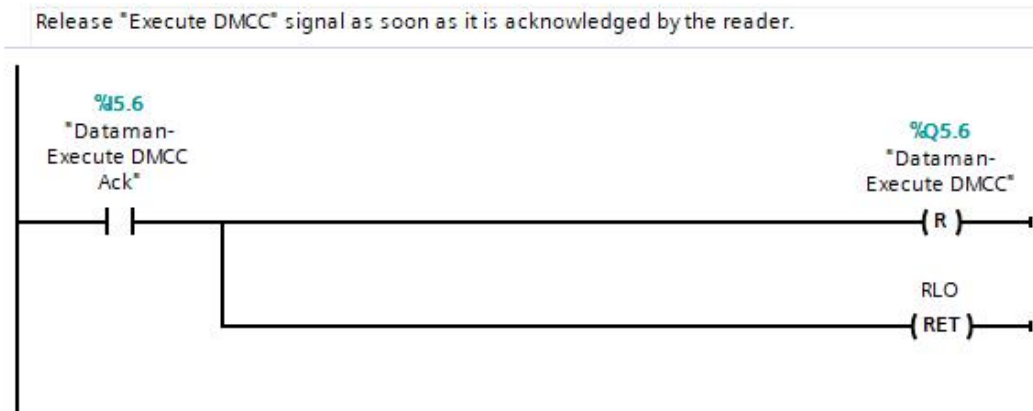 Release "Execute DMCC" signal as soon as it is acknowledged by the reader.
%I5.6
"Dataman-
Execute DMCC
Ack"
%Q5.6
"Dataman-
Execute DMCC"
R
RLO
RET